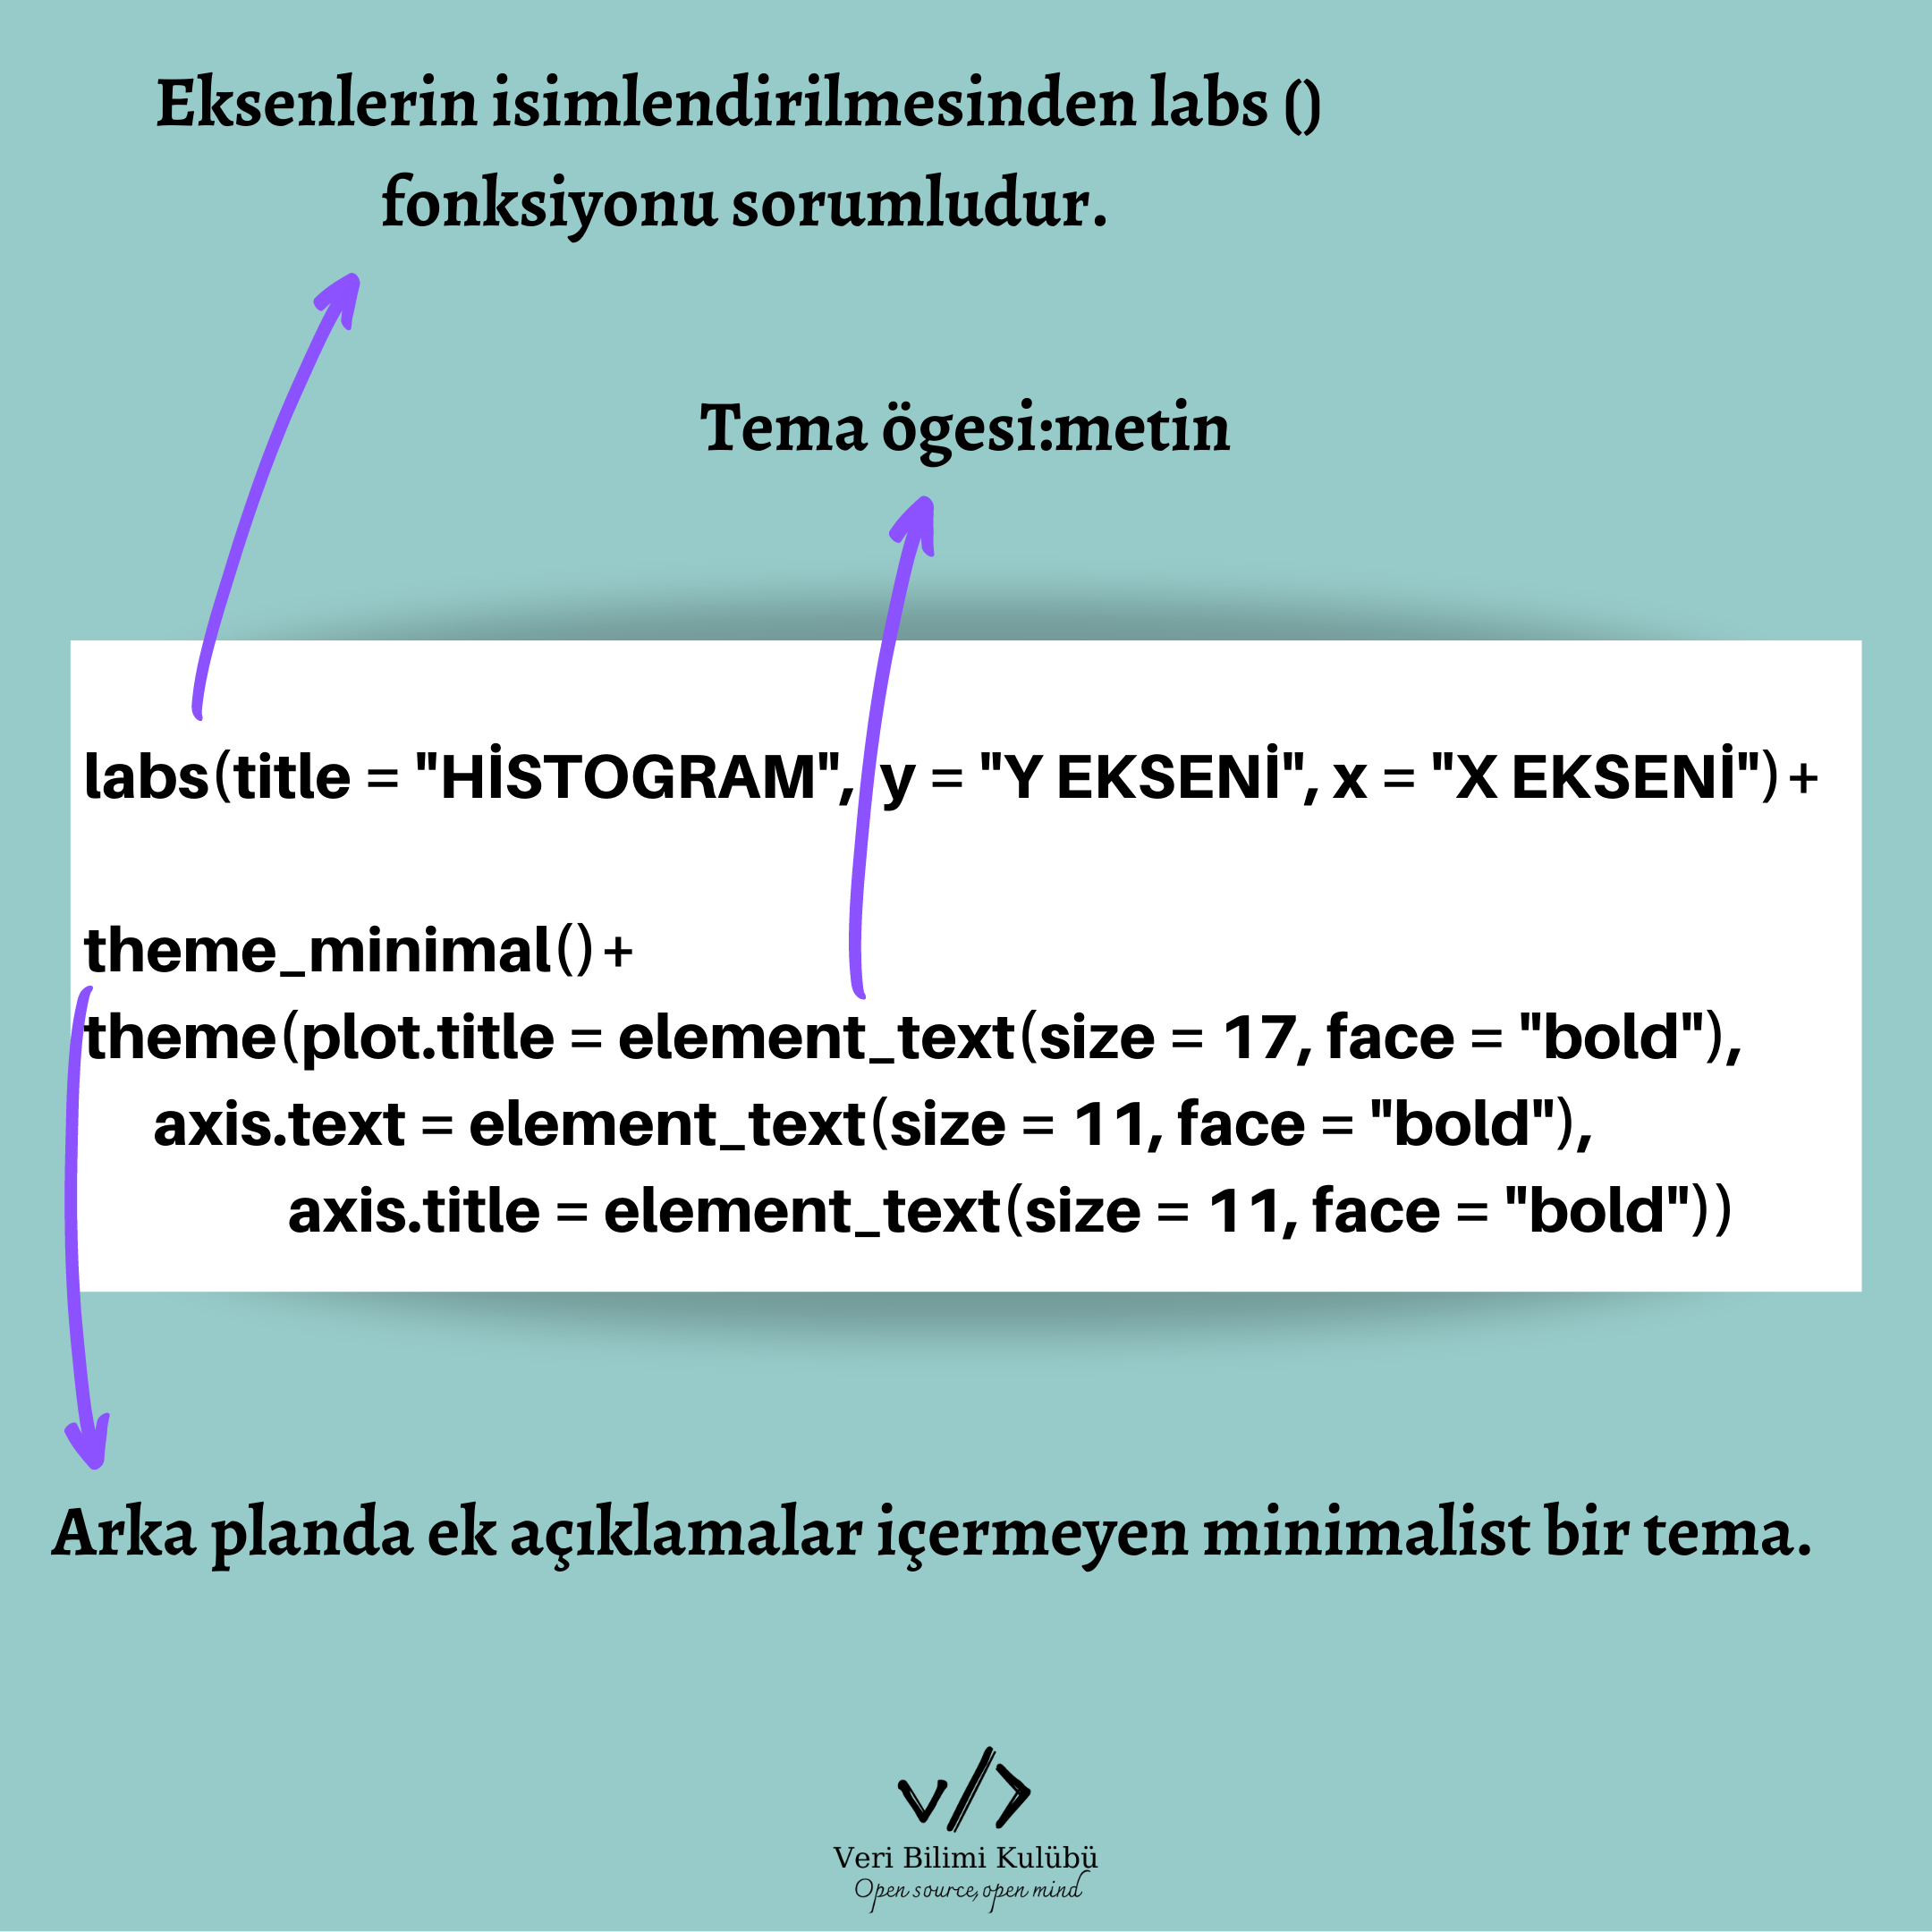 Eksenlerin isimlendirilmesinden labs ()
fonksiyonu sorumludur.
Tema ögesi:metin
labs(title = "HİSTOGRAM", y = "Y EKSENİ", x = "X EKSENİ")+
theme_minimal()+
theme(plot.title = element_text(size = 17, face = "bold"),
axis.text = element_text(size = 11, face = "bold"),
axis.title = element_text(size = 11, face = "bold"))
Arka planda ek açıklamalar içermeyen minimalist bir tema.
v/>
Veri Bilimi Kulübü
Open source, open mind